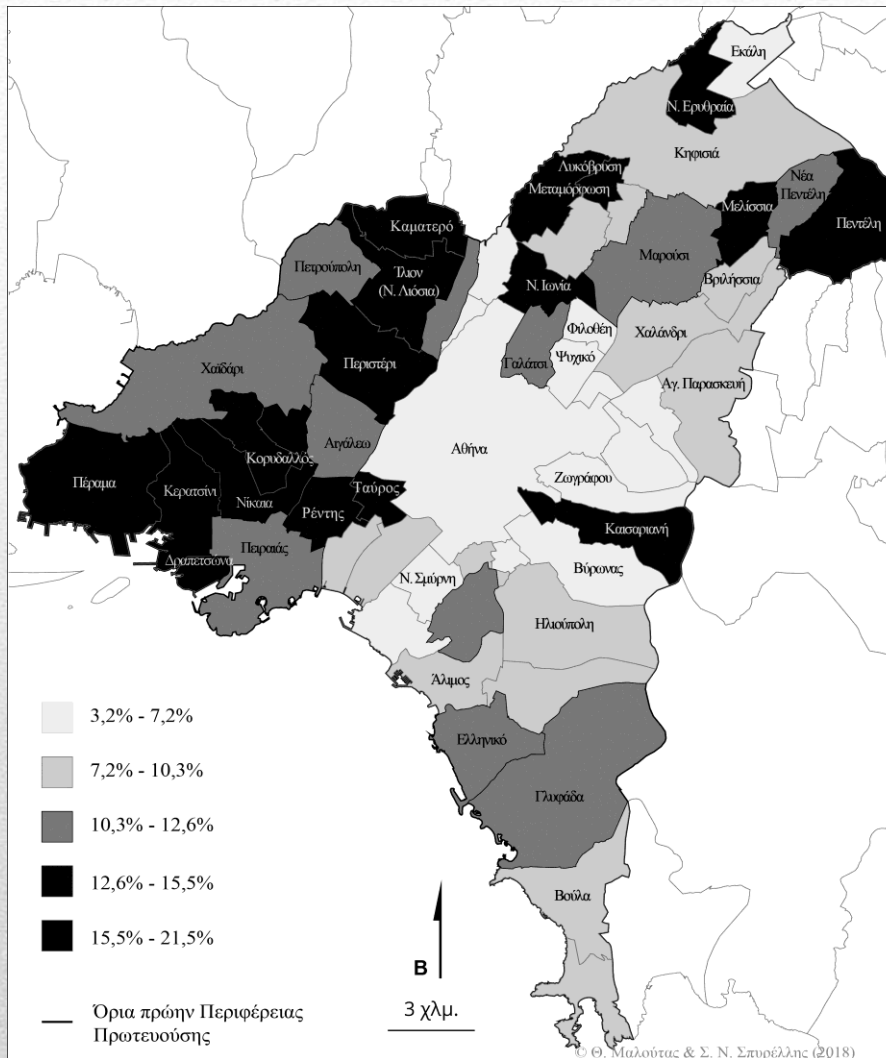 Εκάλη
Ν. Ερυθραία
Κηφισιά
Λυκόβρυση
Μεταμόρφωση
Νέα
Πεντέλη
Μελίσσια
Πεντέλη
Καματερό
Πετρούπολη
Μαρούσι
Ίλιον
(Ν. Λιόσια)
Ν. Ιωνία
Βριλήσσια
Φιλοθέη
Χαλάνδρι
Ψυχικό
Γαλάτσι
Περιστέρι
Χαϊδάρι
Αγ. Παρασκευή
Αιγάλεω
Αθήνα
Κορυδαλλός
Ζωγράφου
Πέραμα
Κερατσίνι
Ταύρος
Νίκαια
Ρέντης
Καισαριανή
Πειραιάς
Δραπετσώνα
Βύρωνας
Ν. Σμύρνη
Ηλιούπολη
Άλιμος
Ελληνικό
Γλυφάδα
Βούλα
3,2% - 7,2%
7,2% - 10,3%
10,3% - 12,6%
12,6% - 15,5%
15,5% - 21,5%
Β
3 χλμ.
Όρια πρώην Περιφέρειας
Πρωτευούσης
© Θ. Μαλούτας & Σ. Ν. Σπυρέλλης (2018)